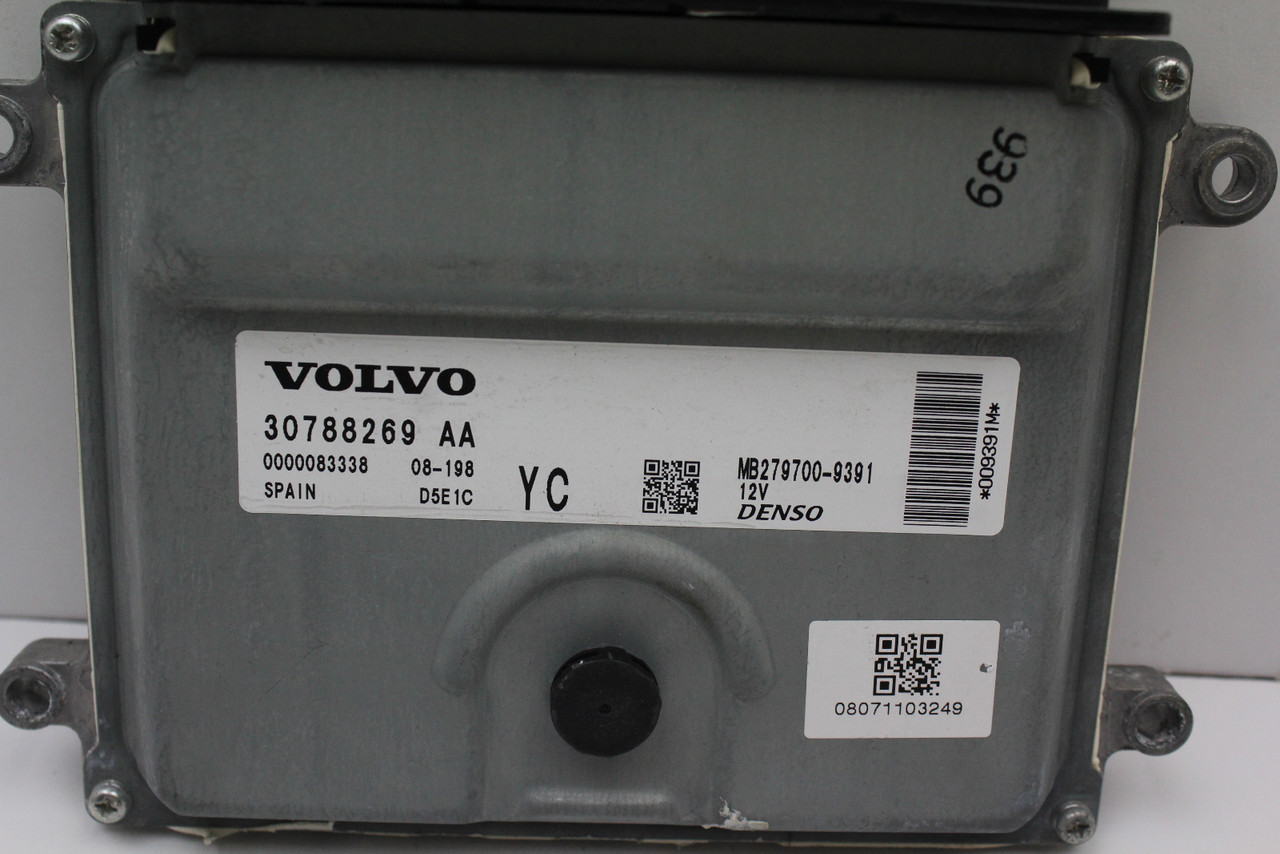 939
VOLVO
30788269 AA
0000083338 08-198
SPAIN D5E1C
YC
MB279700-9391
12V
DENSO
*009391M*
08071103249